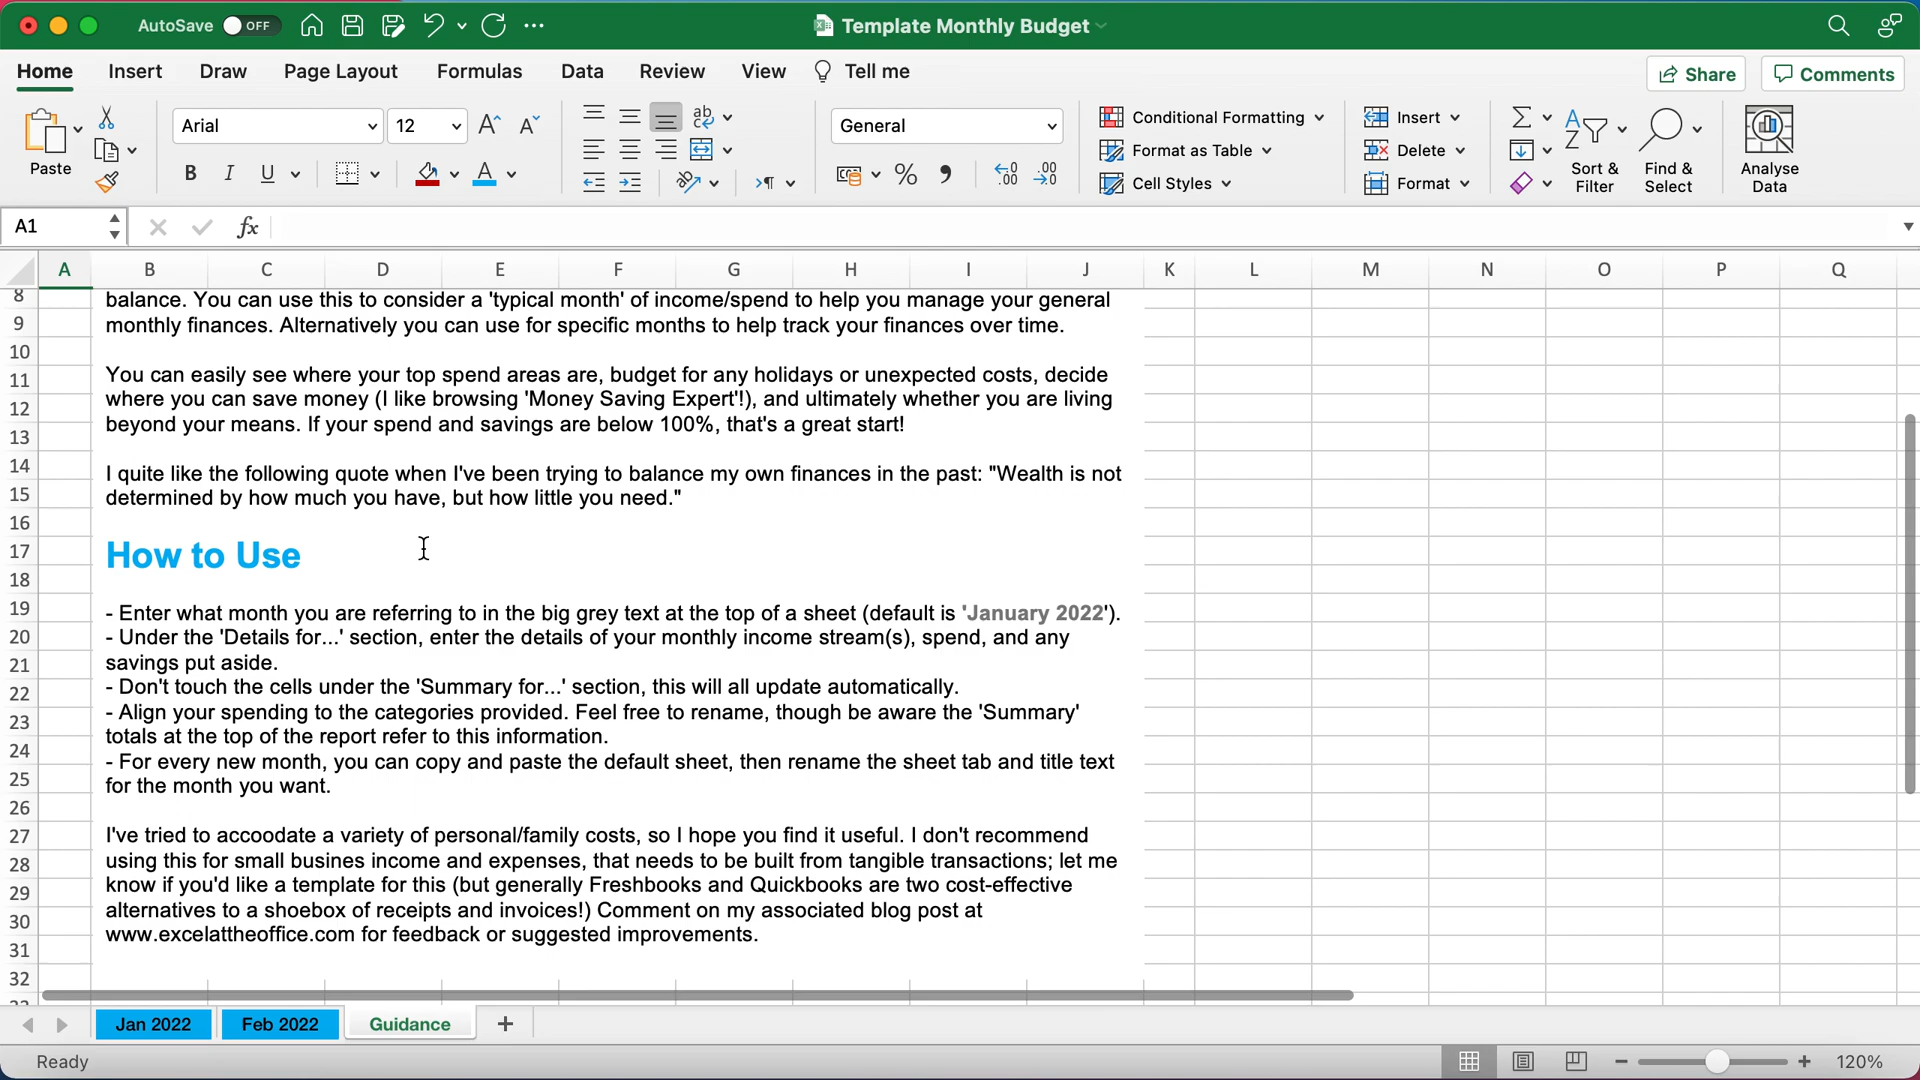 AutoSave OFF Template Monthly Budget
Home Insert Draw Page Layout Formulas Data Review View Tell me Share Comments
Paste Arial 12 A^ Aˇ ab c General Conditional Formatting Insert Σ A Z
Format as Table Delete
B I U A ¶ % , .0 .00 .00 .0 Cell Styles Format Sort & Filter Find & Select Analyse Data
A1 fx
A B C D E F G H I J K L M N O P Q
8 balance. You can use this to consider a 'typical month' of income/spend to help you manage your general
9 monthly finances. Alternatively you can use for specific months to help track your finances over time.
10
11 You can easily see where your top spend areas are, budget for any holidays or unexpected costs, decide
12 where you can save money (I like browsing 'Money Saving Expert'!), and ultimately whether you are living
13 beyond your means. If your spend and savings are below 100%, that's a great start!
14 I quite like the following quote when I've been trying to balance my own finances in the past: "Wealth is not
15 determined by how much you have, but how little you need."
16
17 How to Use
18
19 - Enter what month you are referring to in the big grey text at the top of a sheet (default is 'January 2022').
20 - Under the 'Details for...' section, enter the details of your monthly income stream(s), spend, and any
21 savings put aside.
22 - Don't touch the cells under the 'Summary for...' section, this will all update automatically.
23 - Align your spending to the categories provided. Feel free to rename, though be aware the 'Summary'
24 totals at the top of the report refer to this information.
- For every new month, you can copy and paste the default sheet, then rename the sheet tab and title text
25 for the month you want.
26
27 I've tried to accoodate a variety of personal/family costs, so I hope you find it useful. I don't recommend
28 using this for small busines income and expenses, that needs to be built from tangible transactions; let me
29 know if you'd like a template for this (but generally Freshbooks and Quickbooks are two cost-effective
30 alternatives to a shoebox of receipts and invoices!) Comment on my associated blog post at
31 www.excelattheoffice.com for feedback or suggested improvements.
32
Jan 2022 Feb 2022 Guidance +
Ready 120%